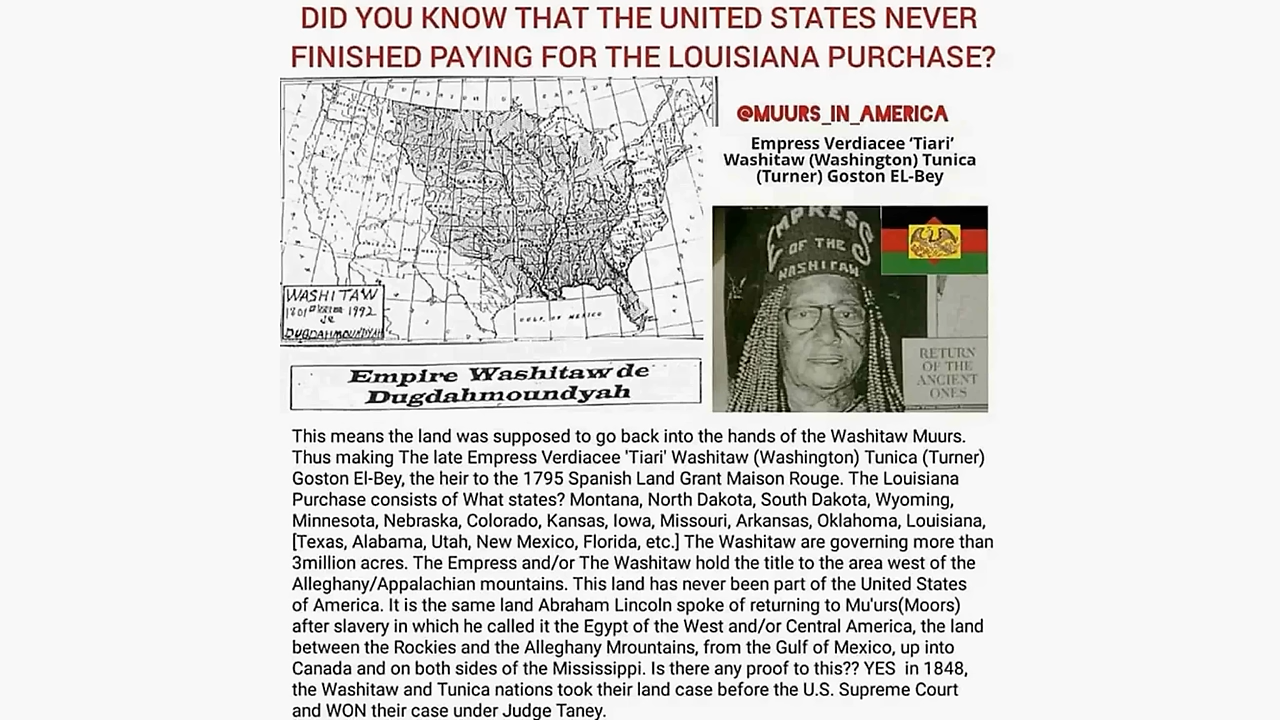 DID YOU KNOW THAT THE UNITED STATES NEVER
FINISHED PAYING FOR THE LOUISIANA PURCHASE?
@MUURS_IN_AMERICA
Empress Verdiacee ‘Tiari’
Washitaw (Washington) Tunica
(Turner) Goston EL-Bey
EMPRESS
OF THE
WASHITAW
RETURN
OF THE
ANCIENT
ONES
GULF OF MEXICO
WASHITAW
1992
de
DUGDAHMOUNDYAH
Empire Washitaw de
Dugdahmoundyah
This means the land was supposed to go back into the hands of the Washitaw Muurs.
Thus making The late Empress Verdiacee 'Tiari' Washitaw (Washington) Tunica (Turner)
Goston El-Bey, the heir to the 1795 Spanish Land Grant Maison Rouge. The Louisiana
Purchase consists of What states? Montana, North Dakota, South Dakota, Wyoming,
Minnesota, Nebraska, Colorado, Kansas, Iowa, Missouri, Arkansas, Oklahoma, Louisiana,
[Texas, Alabama, Utah, New Mexico, Florida, etc.] The Washitaw are governing more than
3million acres. The Empress and/or The Washitaw hold the title to the area west of the
Alleghany/Appalachian mountains. This land has never been part of the United States
of America. It is the same land Abraham Lincoln spoke of returning to Mu'urs(Moors)
after slavery in which he called it the Egypt of the West and/or Central America, the land
between the Rockies and the Alleghany Mrountains, from the Gulf of Mexico, up into
Canada and on both sides of the Mississippi. Is there any proof to this?? YES in 1848,
the Washitaw and Tunica nations took their land case before the U.S. Supreme Court
and WON their case under Judge Taney.